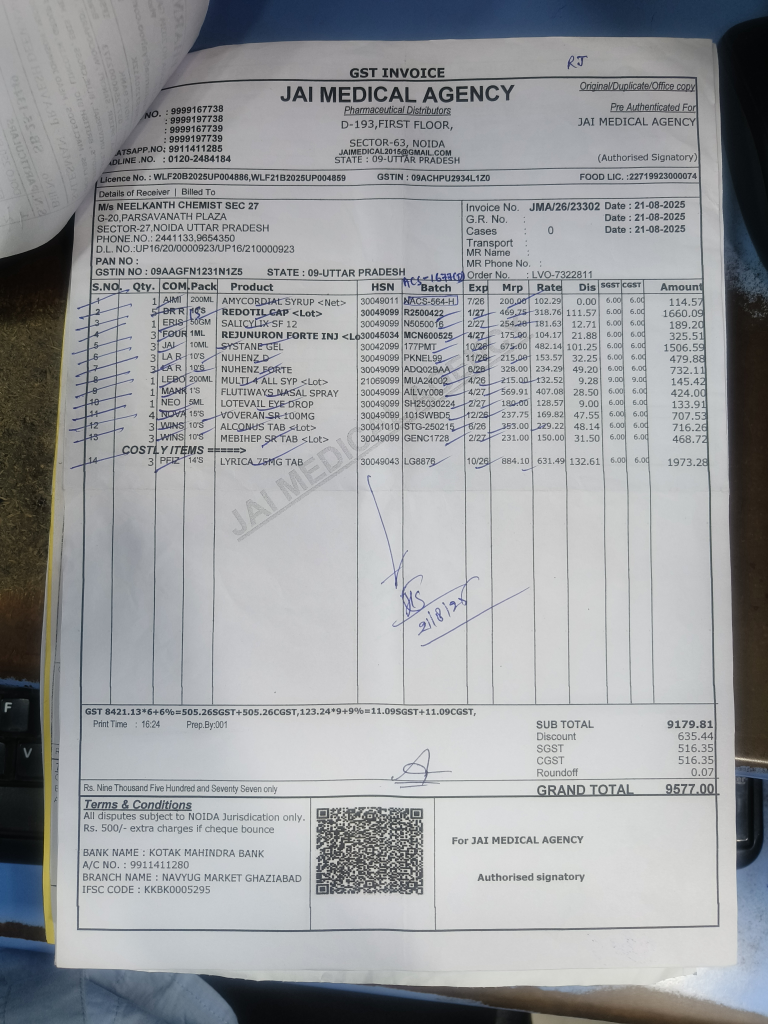 RJ
GST INVOICE
Original/Duplicate/Office copy
JAI MEDICAL AGENCY
Pharmaceutical Distributors
Pre Authenticated For
D-193,FIRST FLOOR,
JAI MEDICAL AGENCY
NO. : 9999167738
: 9999197738
: 9999167739
: 9999197739
ATSAPP.NO: 9911411285
DLINE .NO. : 0120-2484184
SECTOR-63, NOIDA
JAIMEDICAL2015@GMAIL.COM
STATE : 09-UTTAR PRADESH
(Authorised Signatory)
Licence No. : WLF20B2025UP004886,WLF21B2025UP004859 GSTIN : 09ACHPU2934L1Z0 FOOD LIC. :22719923000074
Details of Receiver | Billed To
M/s NEELKANTH CHEMIST SEC 27
G-20,PARSAVANATH PLAZA
SECTOR-27,NOIDA UTTAR PRADESH
PHONE.NO.: 2441133,9654350
D.L. NO.:UP16/20/0000923/UP16/210000923
PAN NO :
GSTIN NO : 09AAGFN1231N1Z5 STATE : 09-UTTAR PRADESH
Invoice No. JMA/26/23302 Date : 21-08-2025
G.R. No. : Date : 21-08-2025
Cases : 0 Date : 21-08-2025
Transport :
MR Name :
MR Phone No. :
Order No. : LVO-7322811
S.NO. Qty. COM. Pack Product HSN Batch Exp Mrp Rate Dis SGST CGST Amount
1 1 AIMI 200ML AMYCORDIAL SYRUP <Net> 30049011 NACS-564-H 7/26 200.00 102.29 0.00 6.00 6.00 114.57
2 5 DR R REDOTIL CAP <Lot> 30049099 R2500422 1/27 469.75 318.76 111.57 6.00 6.00 1660.09
3 1 ERIS 50GM SALICYLIX SF 12 30049099 N505001 2/27 254.28 181.63 12.71 6.00 6.00 189.20
4 3 FOUR 1ML REJUNURON FORTE INJ <Lo 30045034 MCN600525 4/27 175.00 104.17 21.88 6.00 6.00 325.51
5 3 JAI 10ML SYSTANE GEL 30042099 177PMT 10/26 675.00 482.14 101.25 6.00 6.00 1506.59
6 3 LA R 10'S NUHENZ D 30049099 PKNEL99 11/26 215.00 153.57 32.25 6.00 6.00 479.88
7 3 LA R 10'S NUHENZ FORTE 30049099 ADQ02BAA 6/26 328.00 234.29 49.20 6.00 6.00 732.11
8 1 LEBO 200ML MULTI 4 ALL SYP <Lot> 21069099 MUA24002 4/26 215.00 132.52 9.28 9.00 9.00 145.42
9 1 MANK 1'S FLUTIWAYS NASAL SPRAY 30049099 AILVY008 4/27 569.91 407.08 28.50 6.00 6.00 424.00
10 1 NEO 5ML LOTEVAIL EYE DROP 30049099 SH25030224 2/27 180.00 128.57 9.00 6.00 6.00 133.91
11 4 NOVA 15'S VOVERAN SR 100MG 30049099 101SWBD5 12/26 237.75 169.82 47.55 6.00 6.00 707.53
12 3 WINS 10'S ALCONUS TAB <Lot> 30041010 STG-250215 6/26 353.00 229.22 48.14 6.00 6.00 716.26
13 3 WINS 10'S MEBIHEP SR TAB <Lot> 30049099 GENC1728 2/27 231.00 150.00 31.50 6.00 6.00 468.72
COSTLY ITEMS =====>
14 3 PFIZ 14'S LYRICA 75MG TAB 30049043 LG8876 10/26 884.10 631.49 132.61 6.00 6.00 1973.28
JAI MEDIC
21/8/25
GST 8421.13*6+6%=505.26SGST+505.26CGST,123.24*9+9%=11.09SGST+11.09CGST,
Print Time : 16:24 Prep.By:001
SUB TOTAL 9179.81
Discount 635.44
SGST 516.35
CGST 516.35
Roundoff 0.07
Rs. Nine Thousand Five Hundred and Seventy Seven only
GRAND TOTAL 9577.00
Terms & Conditions
All disputes subject to NOIDA Jurisdication only.
Rs. 500/- extra charges if cheque bounce
BANK NAME : KOTAK MAHINDRA BANK
A/C NO. : 9911411280
BRANCH NAME : NAVYUG MARKET GHAZIABAD
IFSC CODE : KKBK0005295
For JAI MEDICAL AGENCY
Authorised signatory
F
V